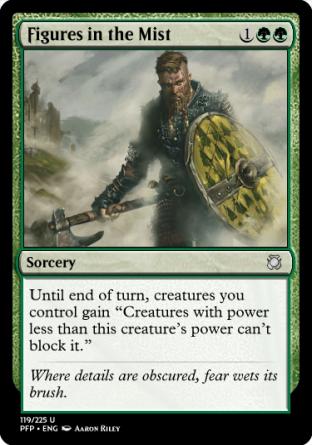 Figures in the Mist 1
Sorcery
Until end of turn, creatures you
control gain “Creatures with power
less than this creature’s power can’t
block it.”
Where details are obscured, fear wets its
brush.
119/225 U
PFP • ENG Aaron Riley